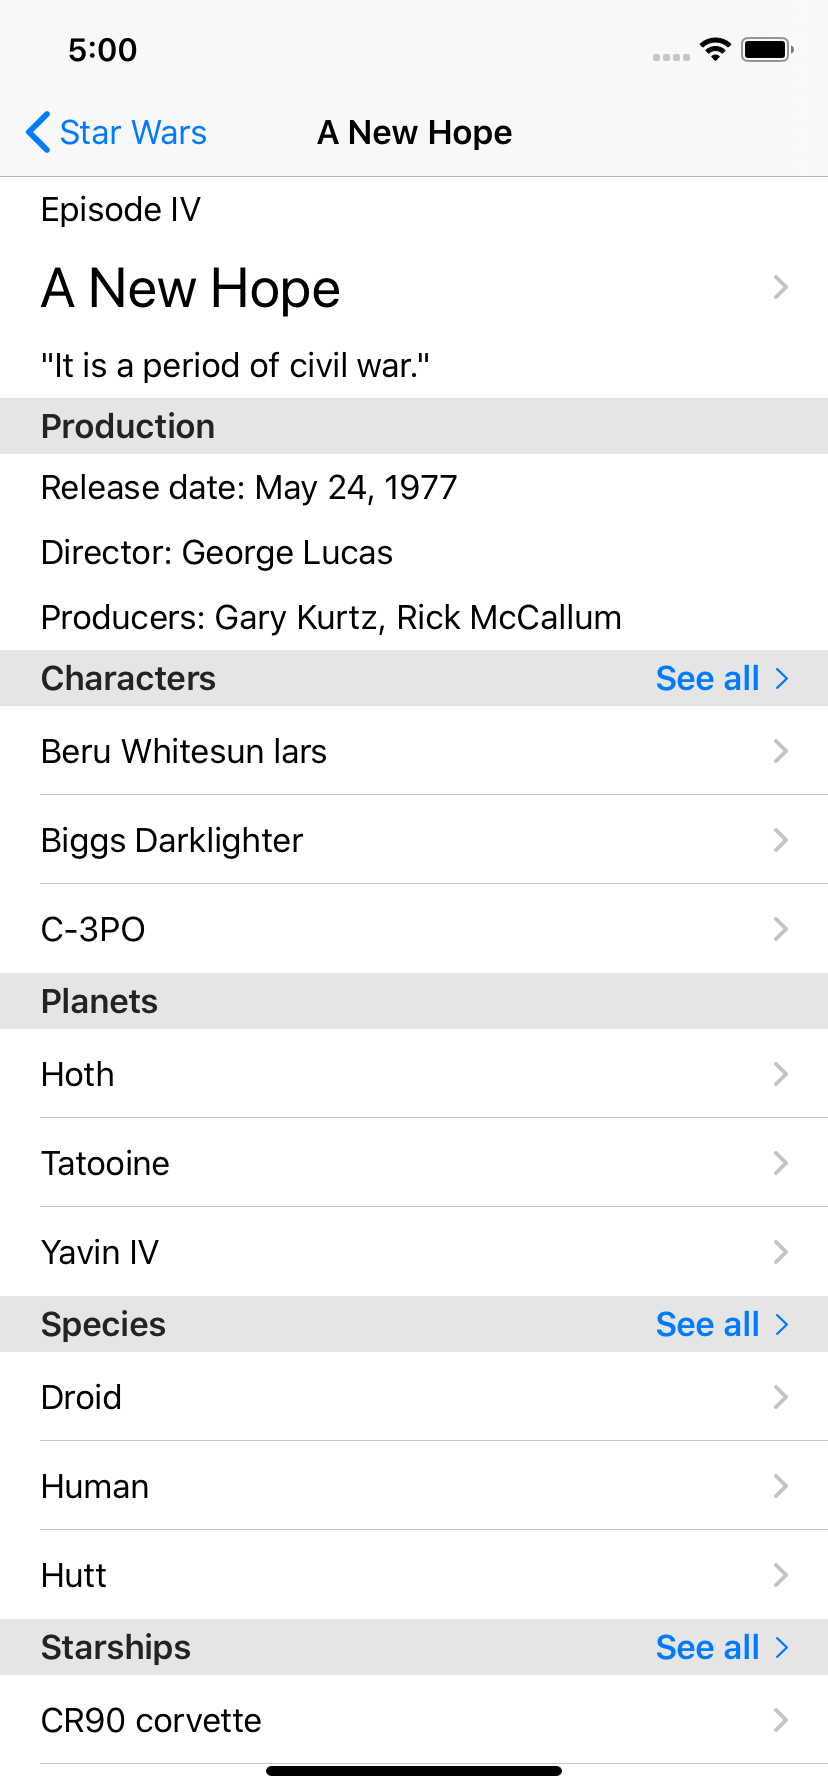 5:00
Star Wars
A New Hope
Episode IV
A New Hope
"It is a period of civil war."
Production
Release date: May 24, 1977
Director: George Lucas
Producers: Gary Kurtz, Rick McCallum
Characters See all
Beru Whitesun lars
Biggs Darklighter
C-3PO
Planets
Hoth
Tatooine
Yavin IV
Species See all
Droid
Human
Hutt
Starships See all
CR90 corvette